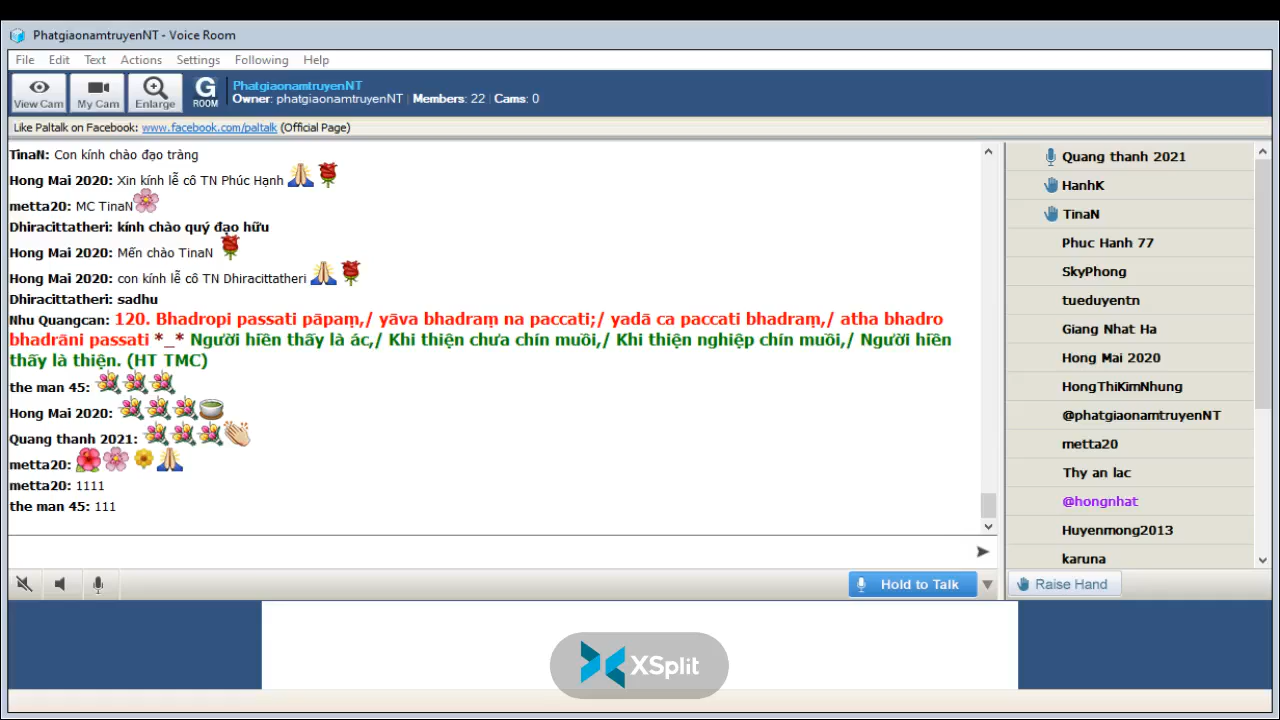 PhatgiaonamtruyenNT - Voice Room
File Edit Text Actions Settings Following Help
View Cam My Cam Enlarge G ROOM
PhatgiaonamtruyenNT
Owner: phatgiaonamtruyenNT | Members: 22 | Cams: 0
Like Paltalk on Facebook: www.facebook.com/paltalk (Official Page)
TinaN: Con kính chào đạo tràng
Hong Mai 2020: Xin kính lễ cô TN Phúc Hạnh
metta20: MC TinaN
Dhiracittatheri: kính chào quý đạo hữu
Hong Mai 2020: Mến chào TinaN
Hong Mai 2020: con kính lễ cô TN Dhiracittatheri
Dhiracittatheri: sadhu
Nhu Quangcan: 120. Bhadropi passati pāpaṃ,/ yāva bhadraṃ na paccati;/ yadā ca paccati bhadraṃ,/ atha bhadro
bhadrāni passati *_* Người hiền thấy là ác,/ Khi thiện chưa chín muồi,/ Khi thiện nghiệp chín muồi,/ Người hiền
thấy là thiện. (HT TMC)
the man 45:
Hong Mai 2020:
Quang thanh 2021:
metta20:
metta20: 1111
the man 45: 111
Quang thanh 2021
HanhK
TinaN
Phuc Hanh 77
SkyPhong
tueduyentn
Giang Nhat Ha
Hong Mai 2020
HongThiKimNhung
@phatgiaonamtruyenNT
metta20
Thy an lac
@hongnhat
Huyenmong2013
karuna
Hold to Talk
Raise Hand
XSplit